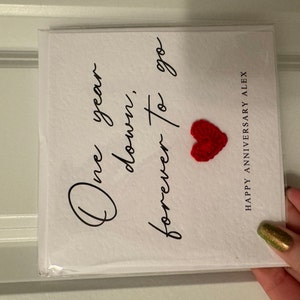 One year
down,
forever to go
HAPPY ANNIVERSARY ALEX